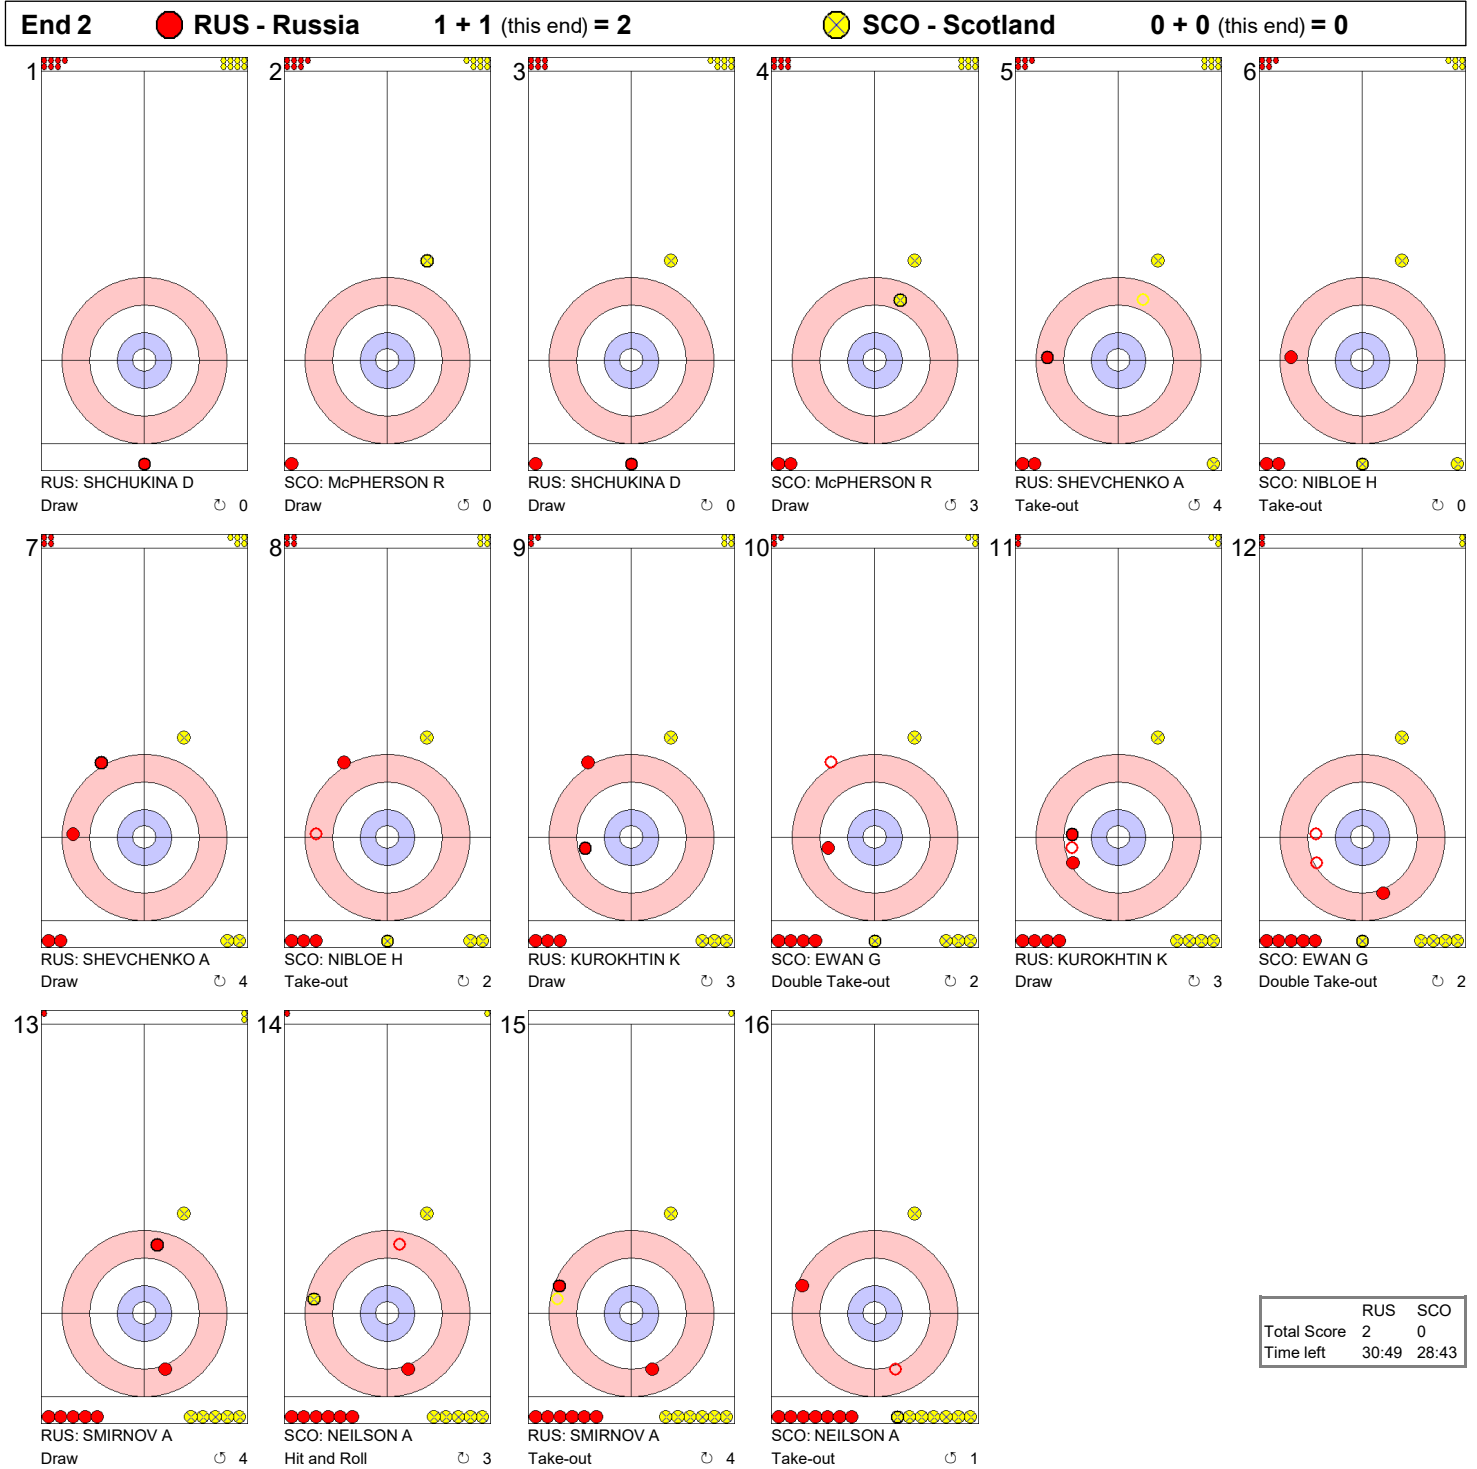 End 2 RUS - Russia 1 + 1 (this end) = 2 SCO - Scotland 0 + 0 (this end) = 0
1 2 3 4 5 6
RUS: SHCHUKINA D SCO: McPHERSON R RUS: SHCHUKINA D SCO: McPHERSON R RUS: SHEVCHENKO A SCO: NIBLOE H
Draw ↻ 0 Draw ↺ 0 Draw ↻ 0 Draw ↺ 3 Take-out ↻ 4 Take-out ↻ 0
7 8 9 10 11 12
RUS: SHEVCHENKO A SCO: NIBLOE H RUS: KUROKHTIN K SCO: EWAN G RUS: KUROKHTIN K SCO: EWAN G
Draw ↻ 4 Take-out ↻ 2 Draw ↻ 3 Double Take-out ↻ 2 Draw ↻ 3 Double Take-out ↻ 2
13 14 15 16
RUS SCO
Total Score 2 0
Time left 30:49 28:43
RUS: SMIRNOV A SCO: NEILSON A RUS: SMIRNOV A SCO: NEILSON A
Draw ↺ 4 Hit and Roll ↻ 3 Take-out ↻ 4 Take-out ↺ 1